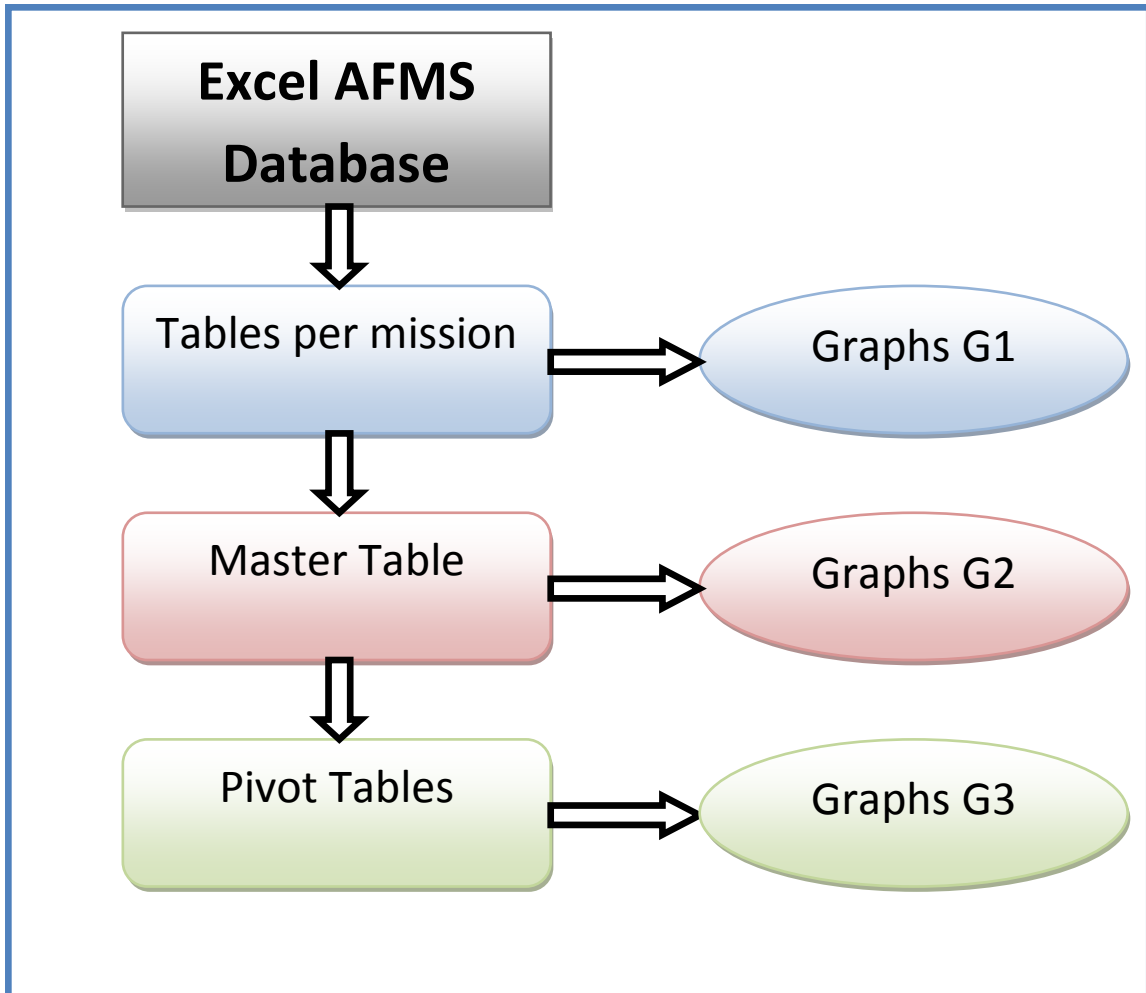 Excel AFMS
Database
Tables per mission
Graphs G1
Master Table
Graphs G2
Pivot Tables
Graphs G3